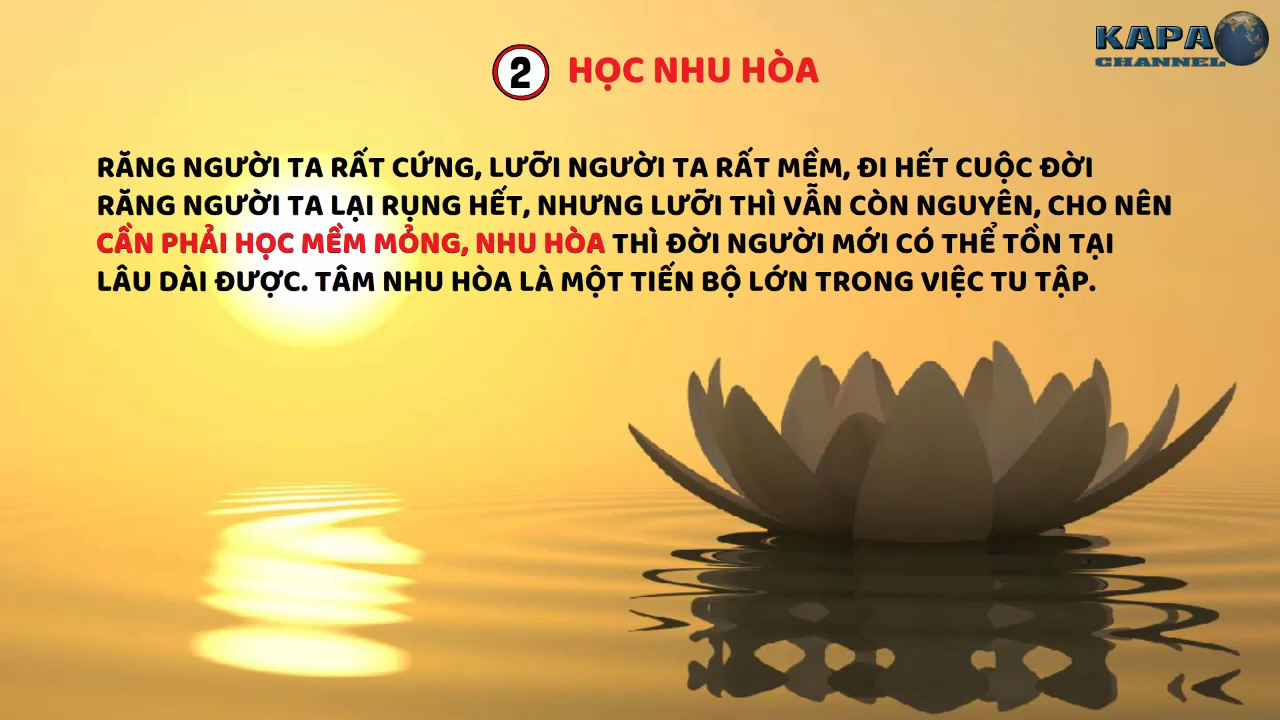 KAPA
CHANNEL
2 HỌC NHU HÒA
RĂNG NGƯỜI TA RẤT CỨNG, LƯỠI NGƯỜI TA RẤT MỀM, ĐI HẾT CUỘC ĐỜI
RĂNG NGƯỜI TA LẠI RỤNG HẾT, NHƯNG LƯỠI THÌ VẪN CÒN NGUYÊN, CHO NÊN
CẦN PHẢI HỌC MỀM MỎNG, NHU HÒA THÌ ĐỜI NGƯỜI MỚI CÓ THỂ TỒN TẠI
LÂU DÀI ĐƯỢC. TÂM NHU HÒA LÀ MỘT TIẾN BỘ LỚN TRONG VIỆC TU TẬP.